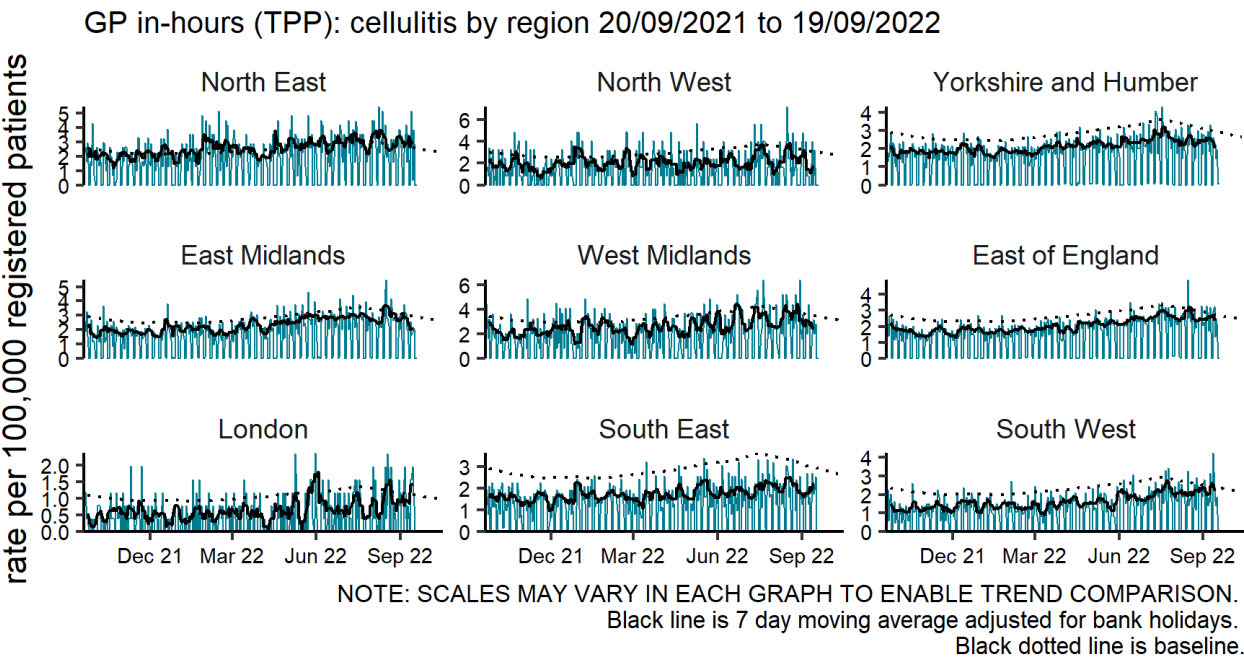 GP in-hours (TPP): cellulitis by region 20/09/2021 to 19/09/2022
rate per 100,000 registered patients
North East
North West
Yorkshire and Humber
5
4
3
2
1
0
6
4
2
0
4
3
2
1
0
East Midlands
West Midlands
East of England
5
4
3
2
1
0
6
4
2
0
4
3
2
1
0
London
South East
South West
2.0
1.5
1.0
0.5
0.0
3
2
1
0
4
3
2
1
0
Dec 21 Mar 22 Jun 22 Sep 22
Dec 21 Mar 22 Jun 22 Sep 22
Dec 21 Mar 22 Jun 22 Sep 22
NOTE: SCALES MAY VARY IN EACH GRAPH TO ENABLE TREND COMPARISON.
Black line is 7 day moving average adjusted for bank holidays.
Black dotted line is baseline.